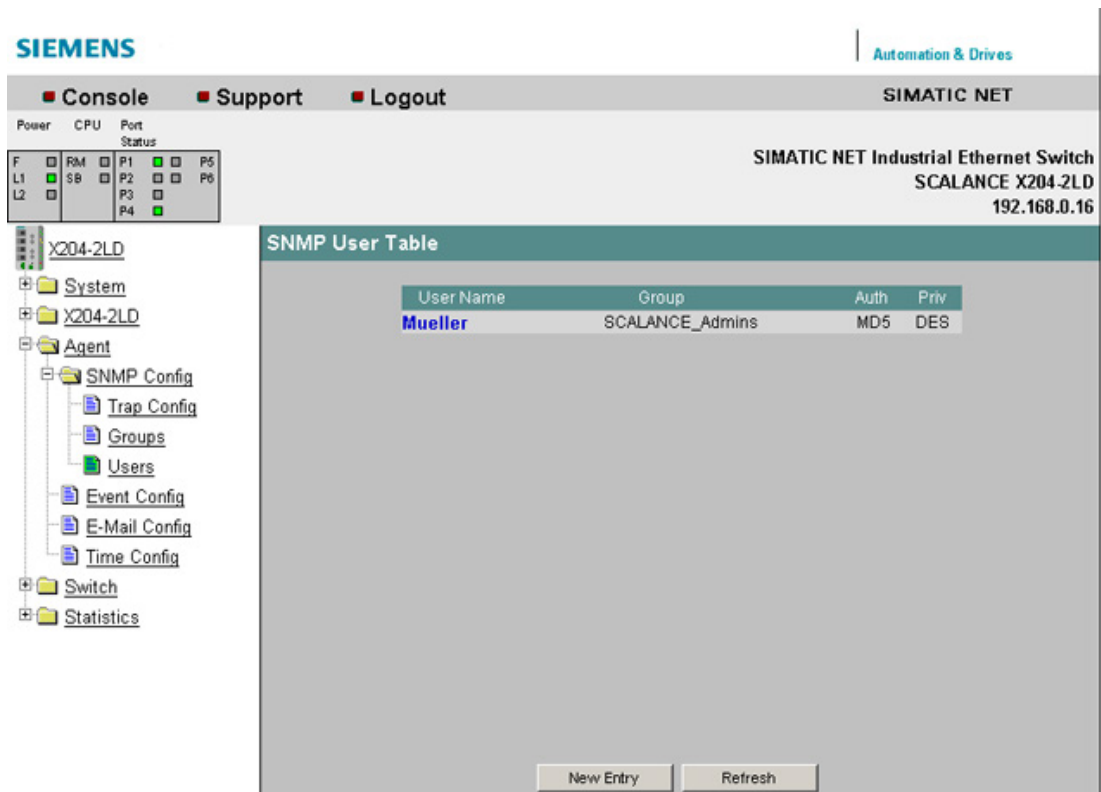 SIEMENS
Automation & Drives
Console Support Logout
SIMATIC NET
Power CPU Port Status
F RM P1 P5
L1 SB P2 P6
L2 P3
P4
SIMATIC NET Industrial Ethernet Switch
SCALANCE X204-2LD
192.168.0.16
X204-2LD
System
X204-2LD
Agent
SNMP Config
Trap Config
Groups
Users
Event Config
E-Mail Config
Time Config
Switch
Statistics
SNMP User Table
User Name Group Auth Priv
Mueller SCALANCE_Admins MD5 DES
New Entry Refresh